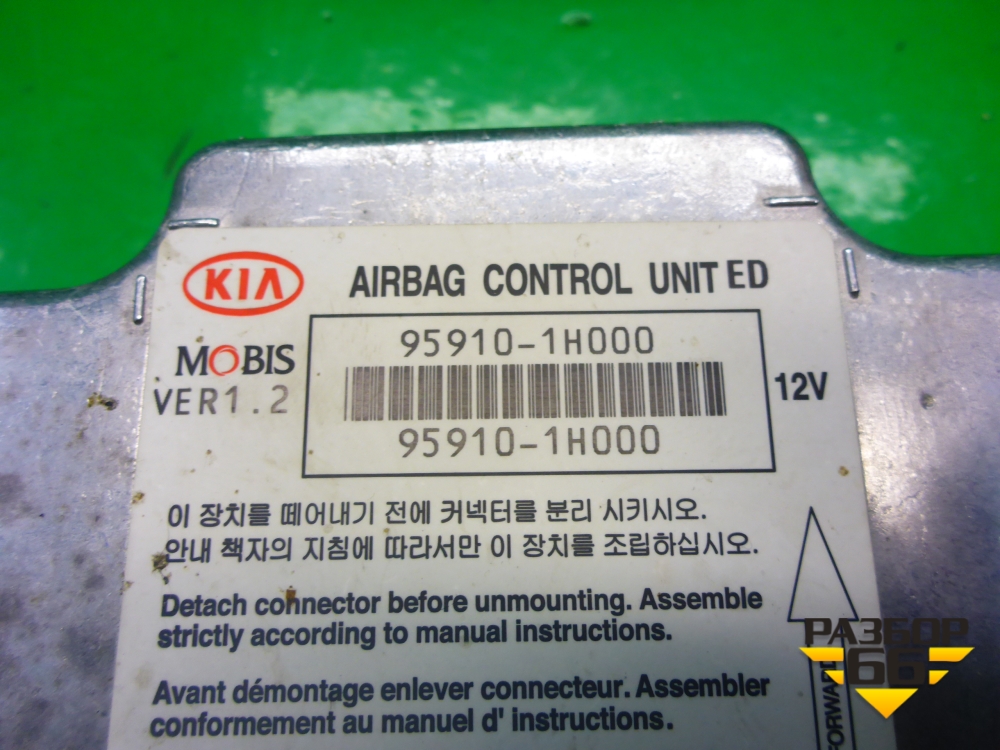 KIA
AIRBAG CONTROL UNIT ED
MOBIS
VER1.2
95910-1H000
95910-1H000
12V
이 장치를 떼어내기 전에 커넥터를 분리 시키시오.
안내 책자의 지침에 따라서만 이 장치를 조립하십시오.
Detach connector before unmounting. Assemble
strictly according to manual instructions.
Avant démontage enlever connecteur. Assembler
conformement au manuel d' instructions.
FORWARD
РАЗБОР
66